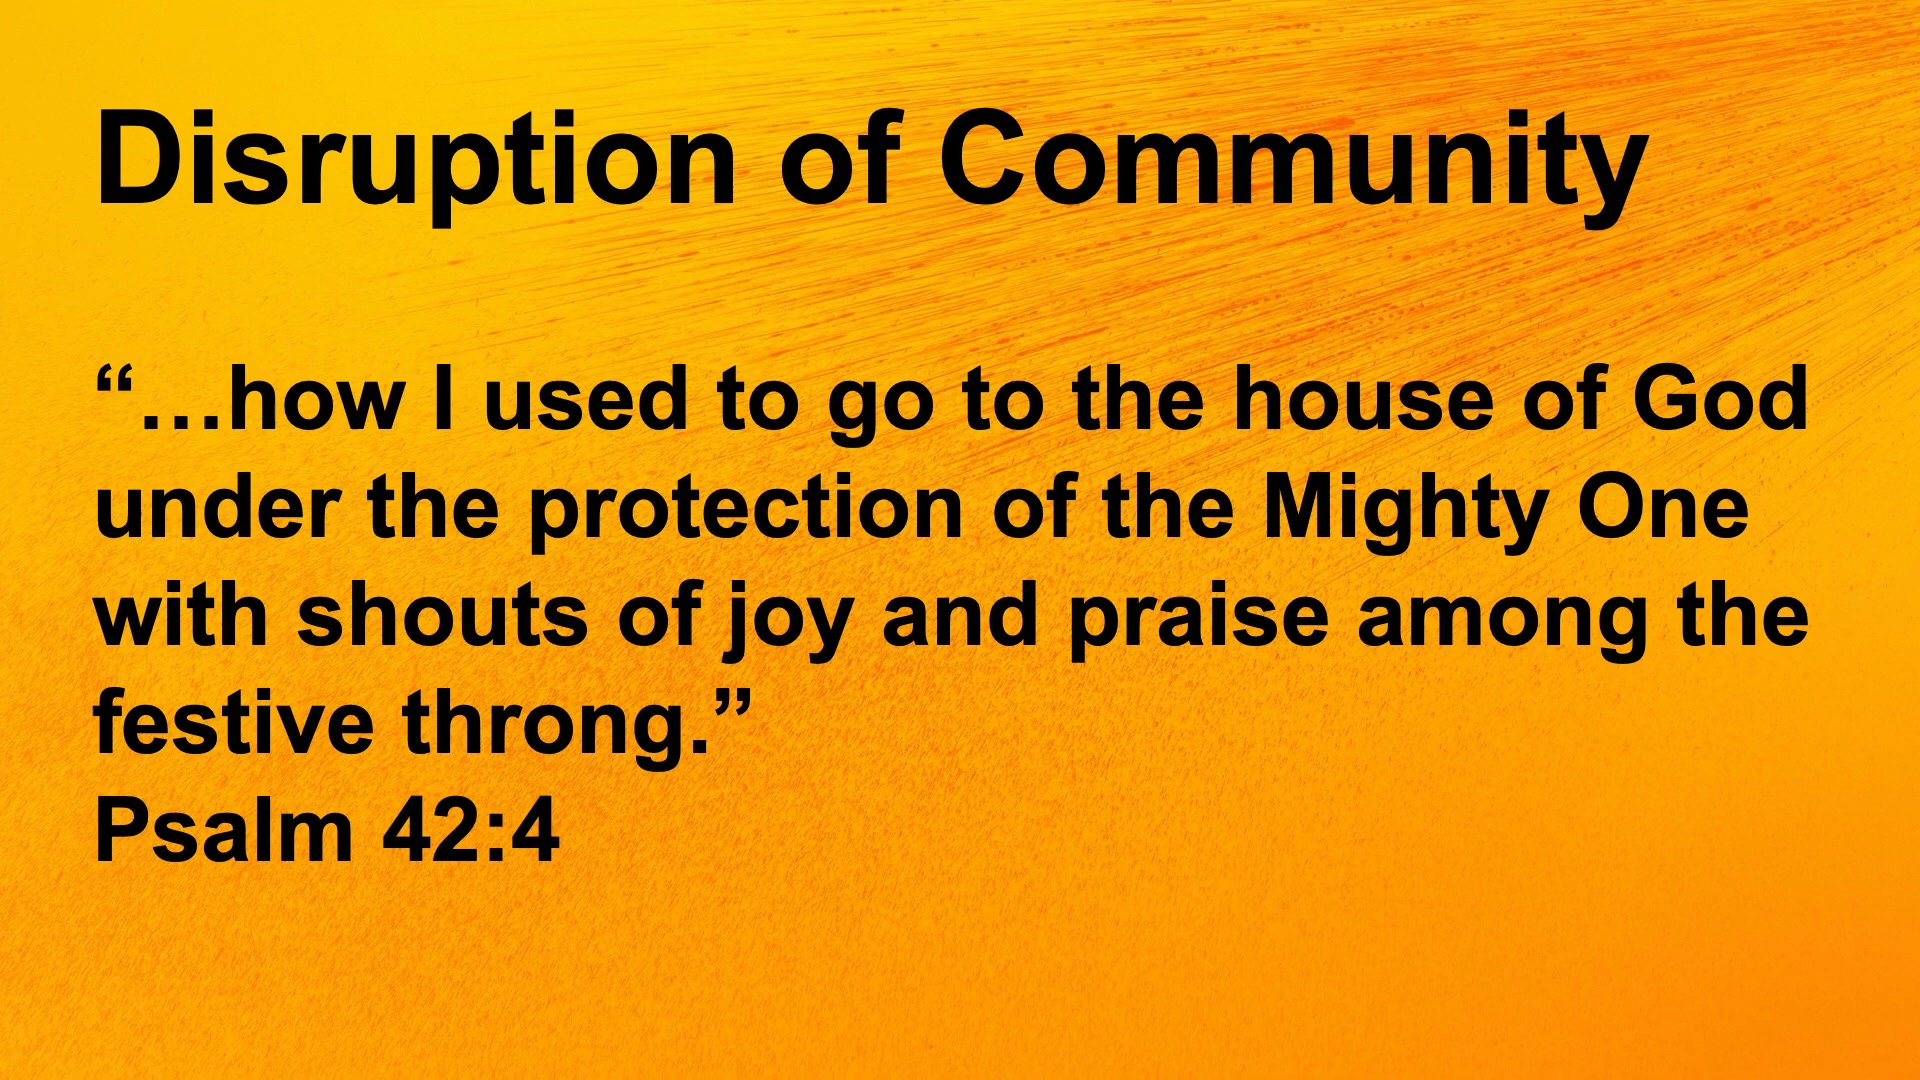 Disruption of Community
“…how I used to go to the house of God
under the protection of the Mighty One
with shouts of joy and praise among the
festive throng.”
Psalm 42:4